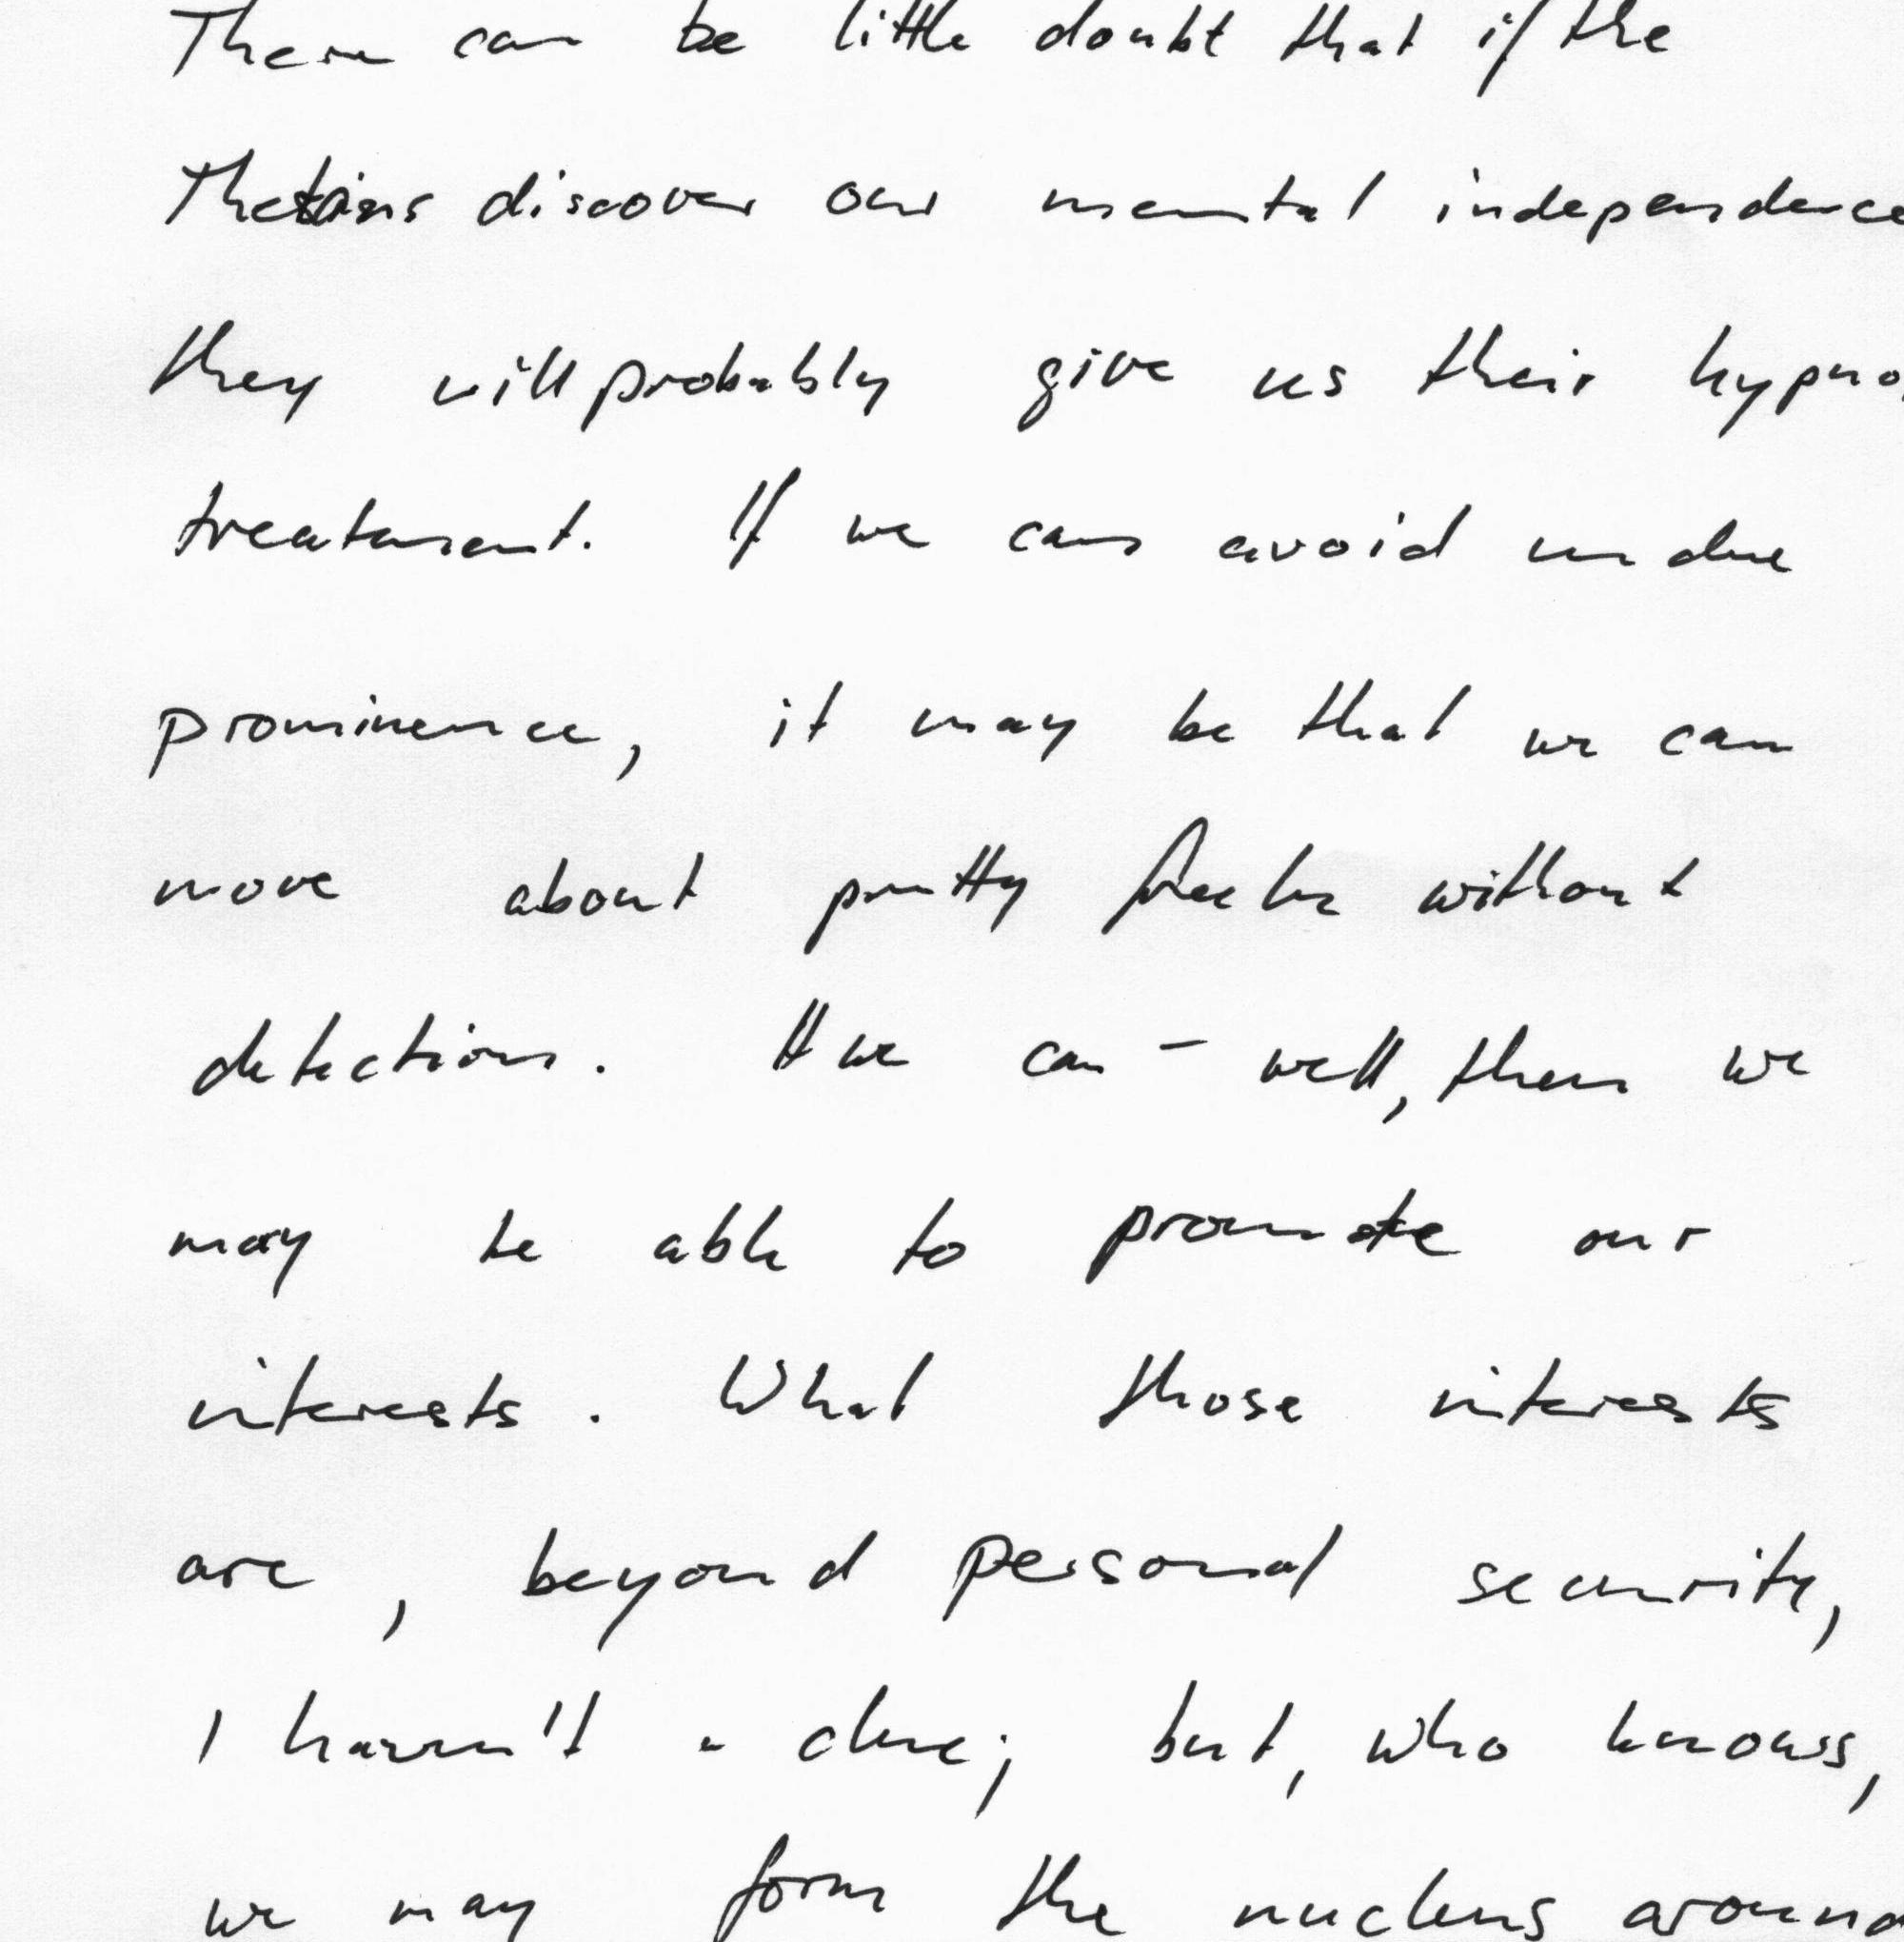 There can be little doubt that if the
Thetans discover our mental independence
they will probably give us their hypno
treatment. If we can avoid undue
prominence, it may be that we can
move about pretty freely without
detection. If we can – well, then we
may be able to promote our
interests. What those interests
are, beyond personal security,
I haven't a clue; but, who knows,
we may form the nucleus around